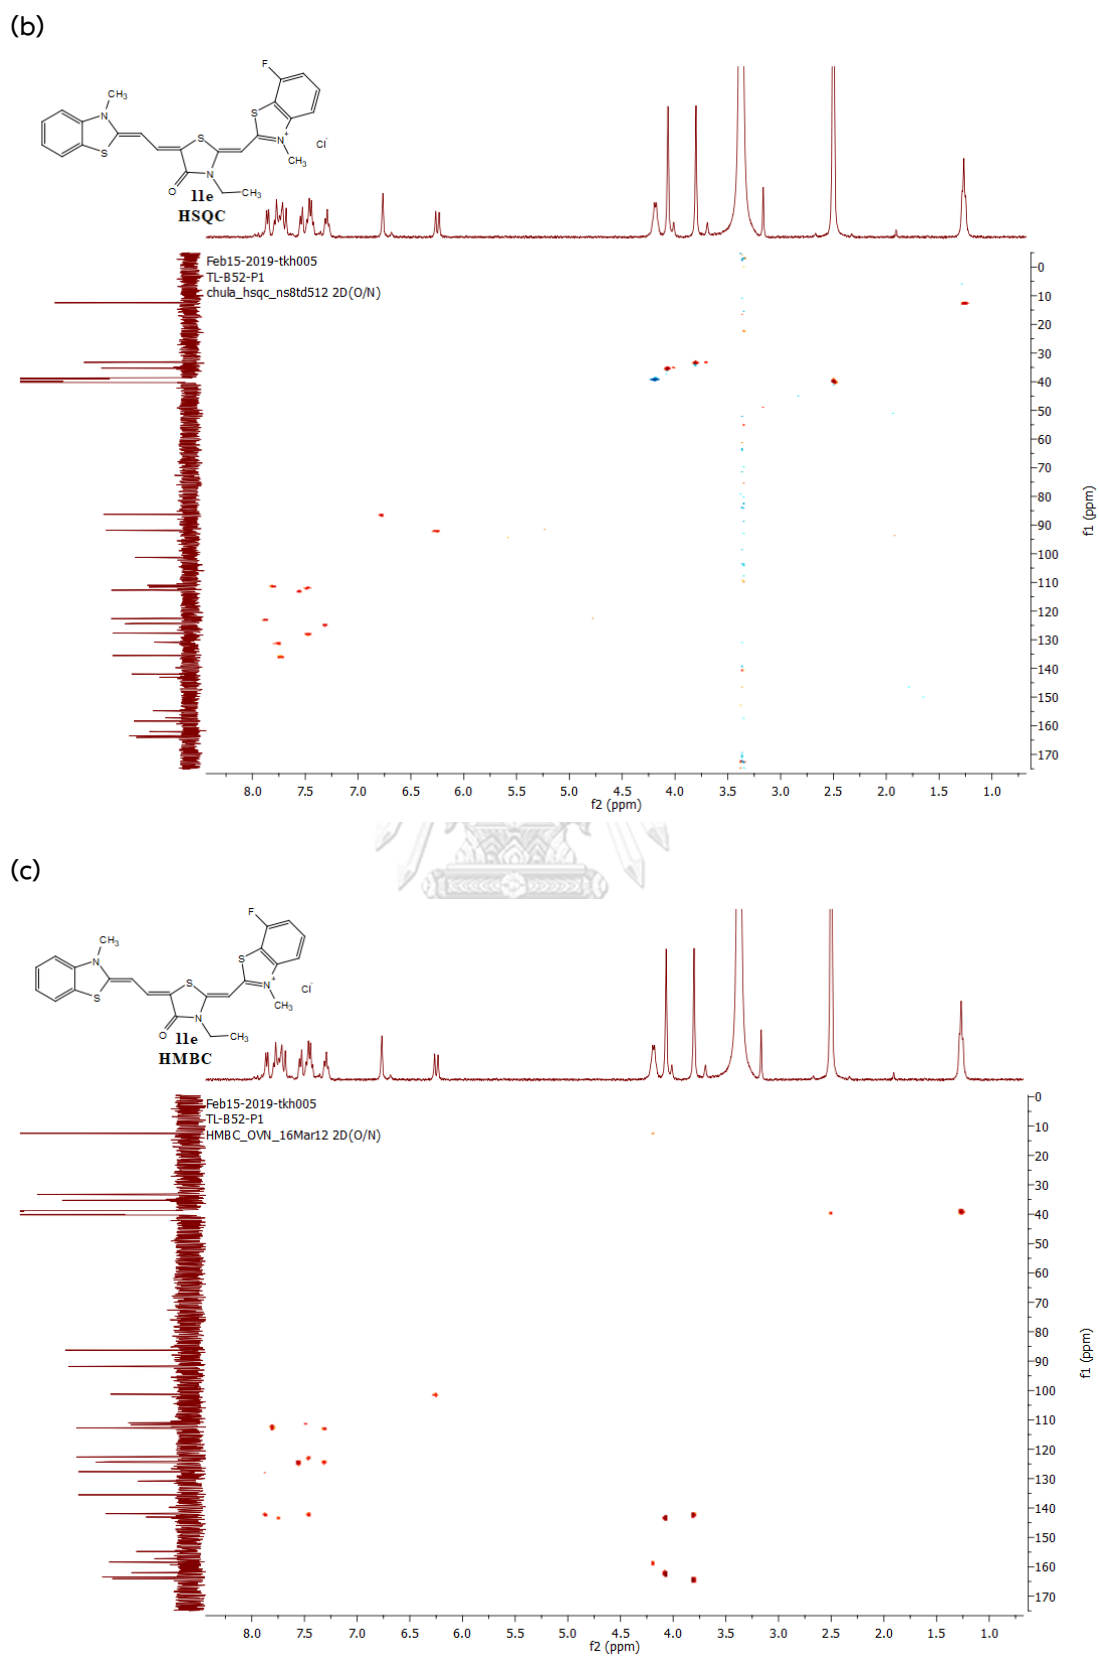 (b)
F
N
CH₃
S
S
S
N⁺
CH₃
Cl⁻
O
N
CH₃
11e
HSQC
Feb15-2019-tkh005
TL-B52-P1
chula_hsqc_ns8td512 2D(O/N)
0
10
20
30
40
50
60
70
80
90
100
110
120
130
140
150
160
170
f1 (ppm)
8.0 7.5 7.0 6.5 6.0 5.5 5.0 4.5 4.0 3.5 3.0 2.5 2.0 1.5 1.0
f2 (ppm)
(c)
F
N
CH₃
S
S
S
N⁺
CH₃
Cl⁻
O
N
CH₃
11e
HMBC
Feb15-2019-tkh005
TL-B52-P1
HMBC_OVN_16Mar12 2D(O/N)
0
10
20
30
40
50
60
70
80
90
100
110
120
130
140
150
160
170
f1 (ppm)
8.0 7.5 7.0 6.5 6.0 5.5 5.0 4.5 4.0 3.5 3.0 2.5 2.0 1.5 1.0
f2 (ppm)